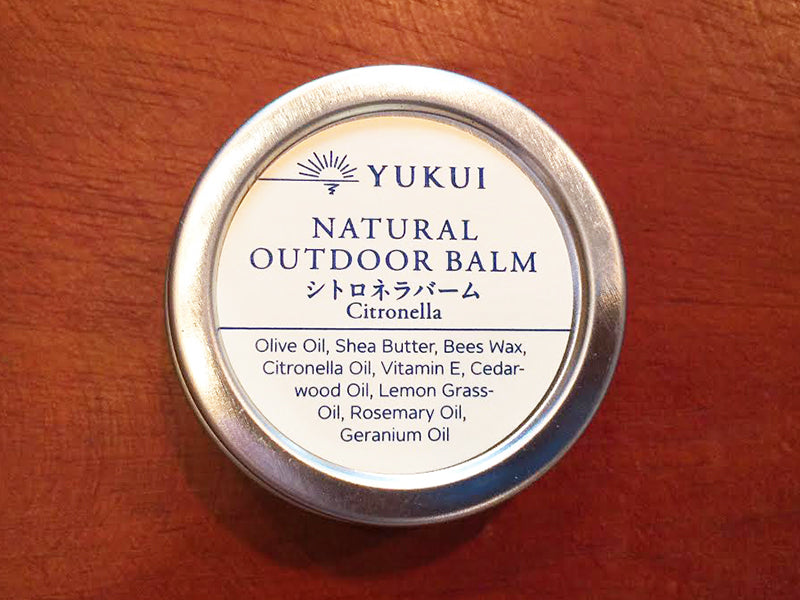 YUKUI
NATURAL
OUTDOOR BALM
シトロネラバーム
Citronella
Olive Oil, Shea Butter, Bees Wax,
Citronella Oil, Vitamin E, Cedar-
wood Oil, Lemon Grass-
Oil, Rosemary Oil,
Geranium Oil